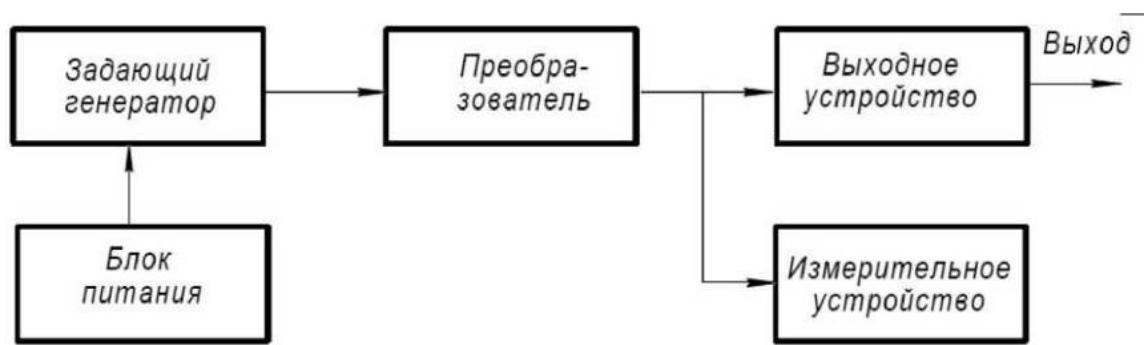 Задающий
генератор
Преобра-
зователь
Выходное
устройство
Выход
Блок
питания
Измерительное
устройство